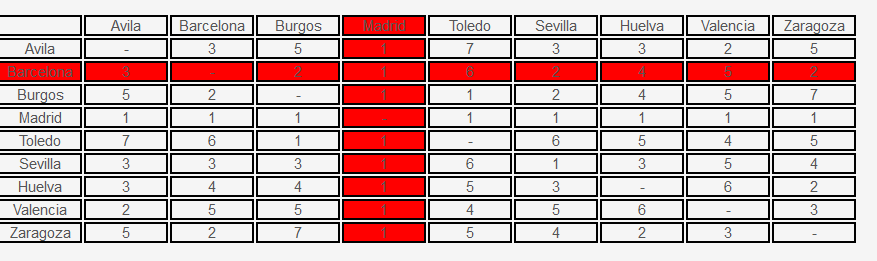 Avila Barcelona Burgos Madrid Toledo Sevilla Huelva Valencia Zaragoza
Avila - 3 5 1 7 3 3 2 5
Barcelona 3 2 1 6 2 4 5 2
Burgos 5 2 - 1 1 2 4 5 7
Madrid 1 1 1 - 1 1 1 1 1
Toledo 7 6 1 1 - 6 5 4 5
Sevilla 3 3 3 1 6 1 3 5 4
Huelva 3 4 4 1 5 3 - 6 2
Valencia 2 5 5 1 4 5 6 - 3
Zaragoza 5 2 7 1 5 4 2 3 -